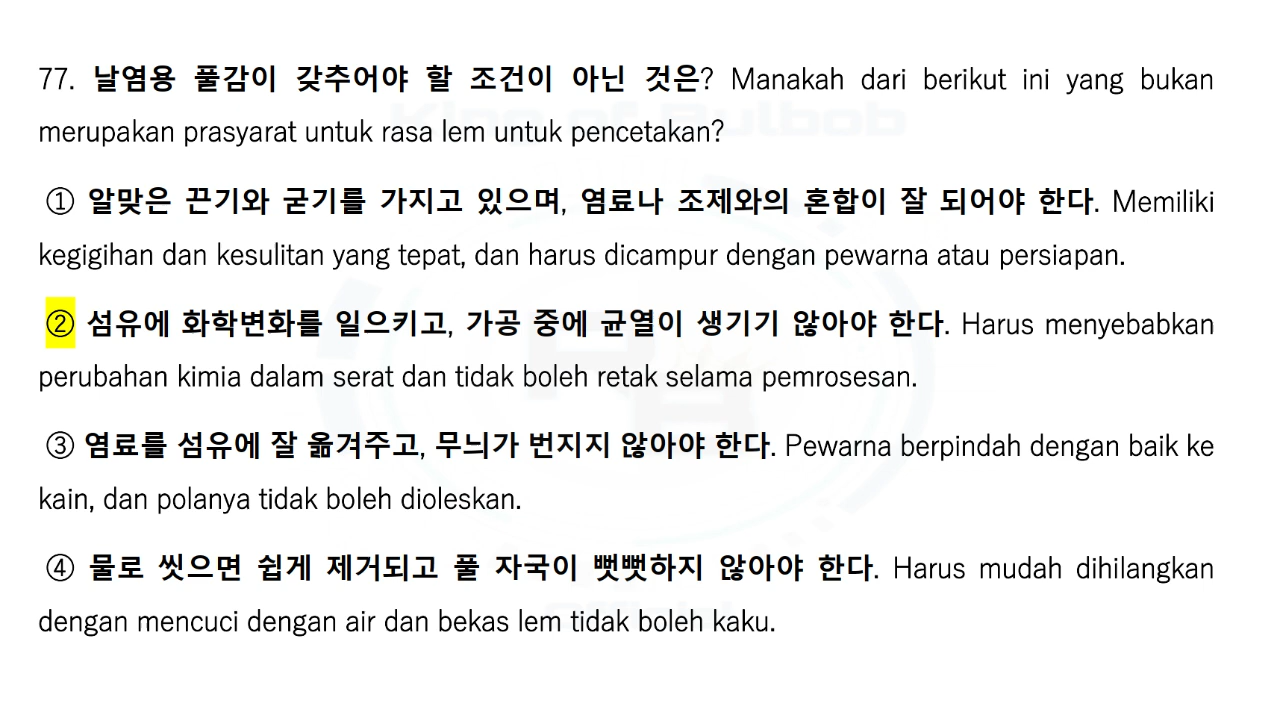 77. 날염용 풀감이 갖추어야 할 조건이 아닌 것은? Manakah dari berikut ini yang bukan
merupakan prasyarat untuk rasa lem untuk pencetakan?
① 알맞은 끈기와 굳기를 가지고 있으며, 염료나 조제와의 혼합이 잘 되어야 한다. Memiliki
kegigihan dan kesulitan yang tepat, dan harus dicampur dengan pewarna atau persiapan.
② 섬유에 화학변화를 일으키고, 가공 중에 균열이 생기기 않아야 한다. Harus menyebabkan
perubahan kimia dalam serat dan tidak boleh retak selama pemrosesan.
③ 염료를 섬유에 잘 옮겨주고, 무늬가 번지지 않아야 한다. Pewarna berpindah dengan baik ke
kain, dan polanya tidak boleh dioleskan.
④ 물로 씻으면 쉽게 제거되고 풀 자국이 뻣뻣하지 않아야 한다. Harus mudah dihilangkan
dengan mencuci dengan air dan bekas lem tidak boleh kaku.
King of Bulbob